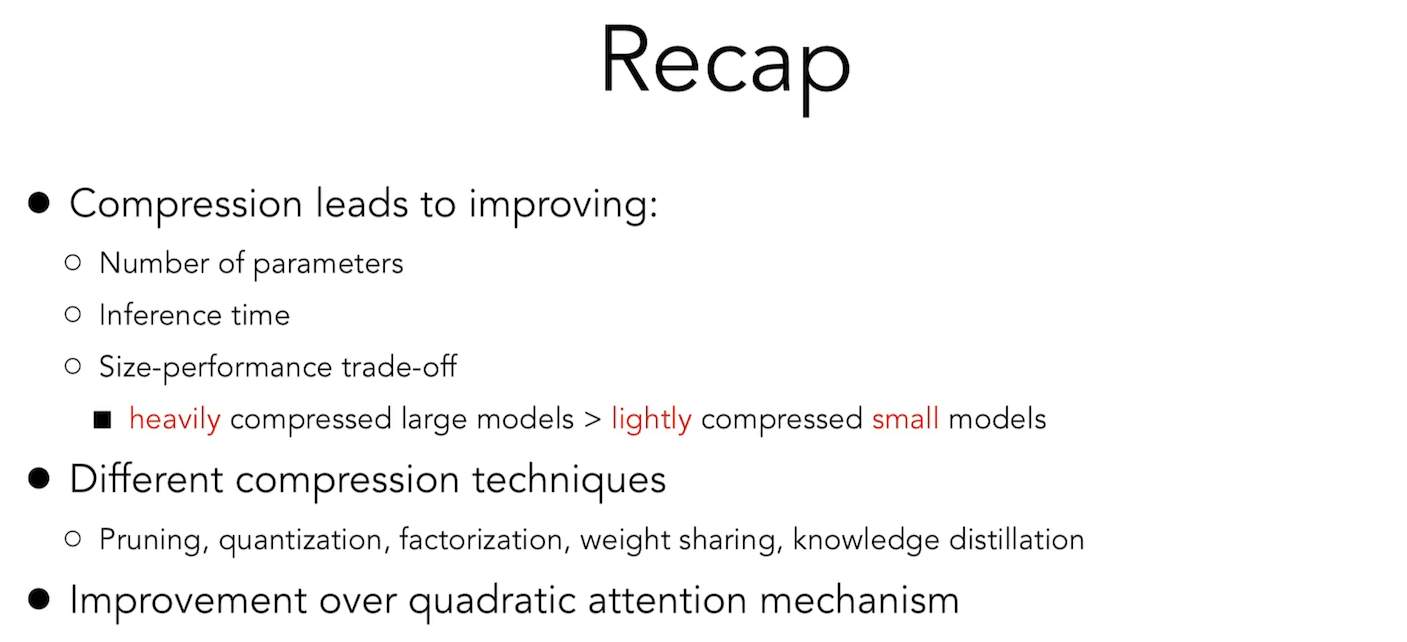 Recap
● Compression leads to improving:
○ Number of parameters
○ Inference time
○ Size-performance trade-off
■ heavily compressed large models > lightly compressed small models
● Different compression techniques
○ Pruning, quantization, factorization, weight sharing, knowledge distillation
● Improvement over quadratic attention mechanism